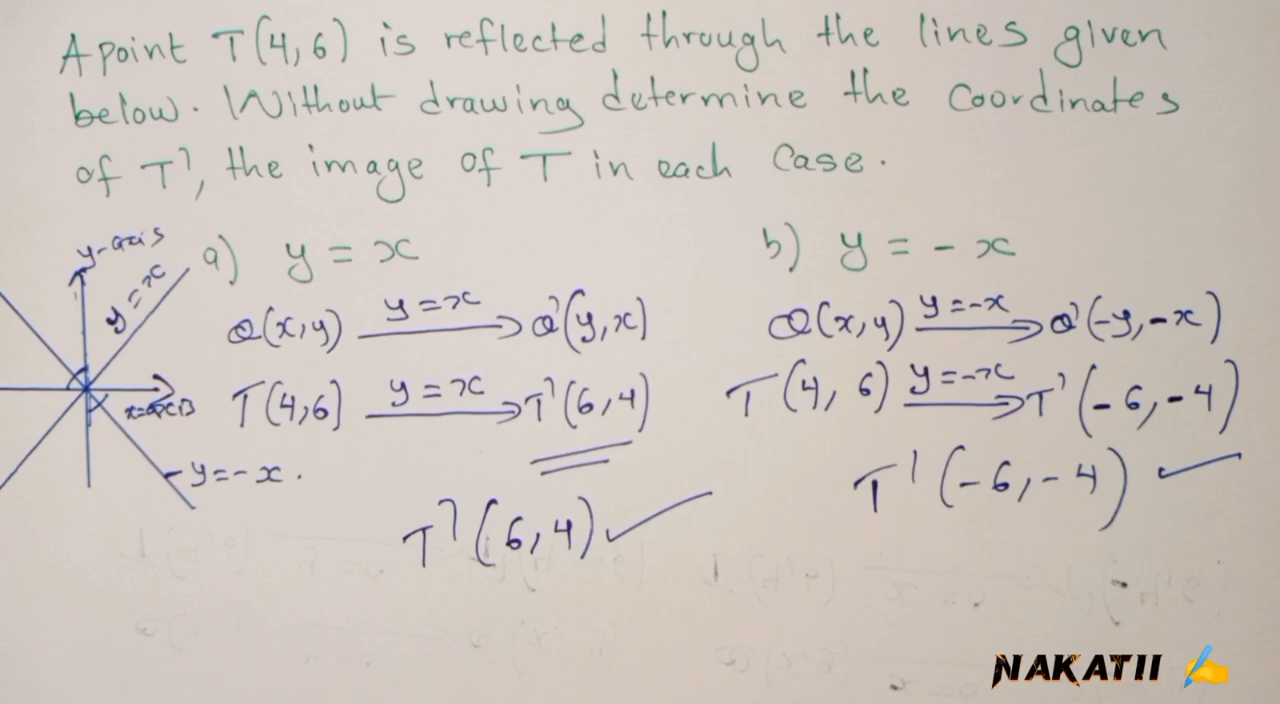 A point T(4,6) is reflected through the lines given
below. Without drawing determine the coordinates
of T', the image of T in each case.
y-axis
y=x
x-axis
y=-x.
a) y = x
Q(x,y) y=x Q'(y,x)
T(4,6) y=x T'(6,4)
T'(6,4)
b) y = -x
Q(x,y) y=-x Q'(-y,-x)
T(4,6) y=-x T'(-6,-4)
T'(-6,-4)
NAKATII